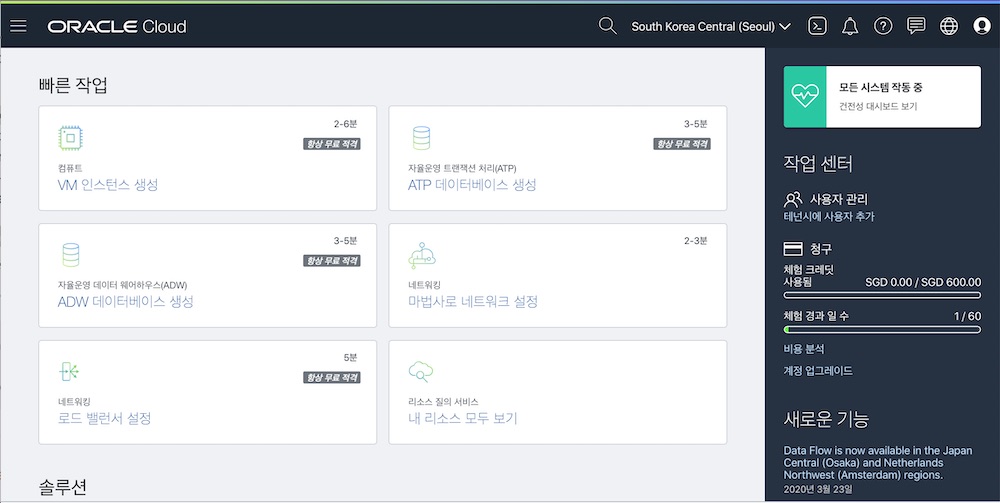 ORACLE Cloud
South Korea Central (Seoul)
빠른 작업
2-6분
항상 무료 적격
컴퓨트
VM 인스턴스 생성
3-5분
항상 무료 적격
자율운영 트랜잭션 처리(ATP)
ATP 데이터베이스 생성
3-5분
항상 무료 적격
자율운영 데이터 웨어하우스(ADW)
ADW 데이터베이스 생성
2-3분
네트워킹
마법사로 네트워크 설정
5분
항상 무료 적격
네트워킹
로드 밸런서 설정
리소스 질의 서비스
내 리소스 모두 보기
솔루션
모든 시스템 작동 중
건전성 대시보드 보기
작업 센터
사용자 관리
테넌시에 사용자 추가
청구
체험 크레딧
사용됨 SGD 0.00 / SGD 600.00
체험 경과 일 수 1 / 60
비용 분석
계정 업그레이드
새로운 기능
Data Flow is now available in the Japan
Central (Osaka) and Netherlands
Northwest (Amsterdam) regions.
2020년 3월 23일